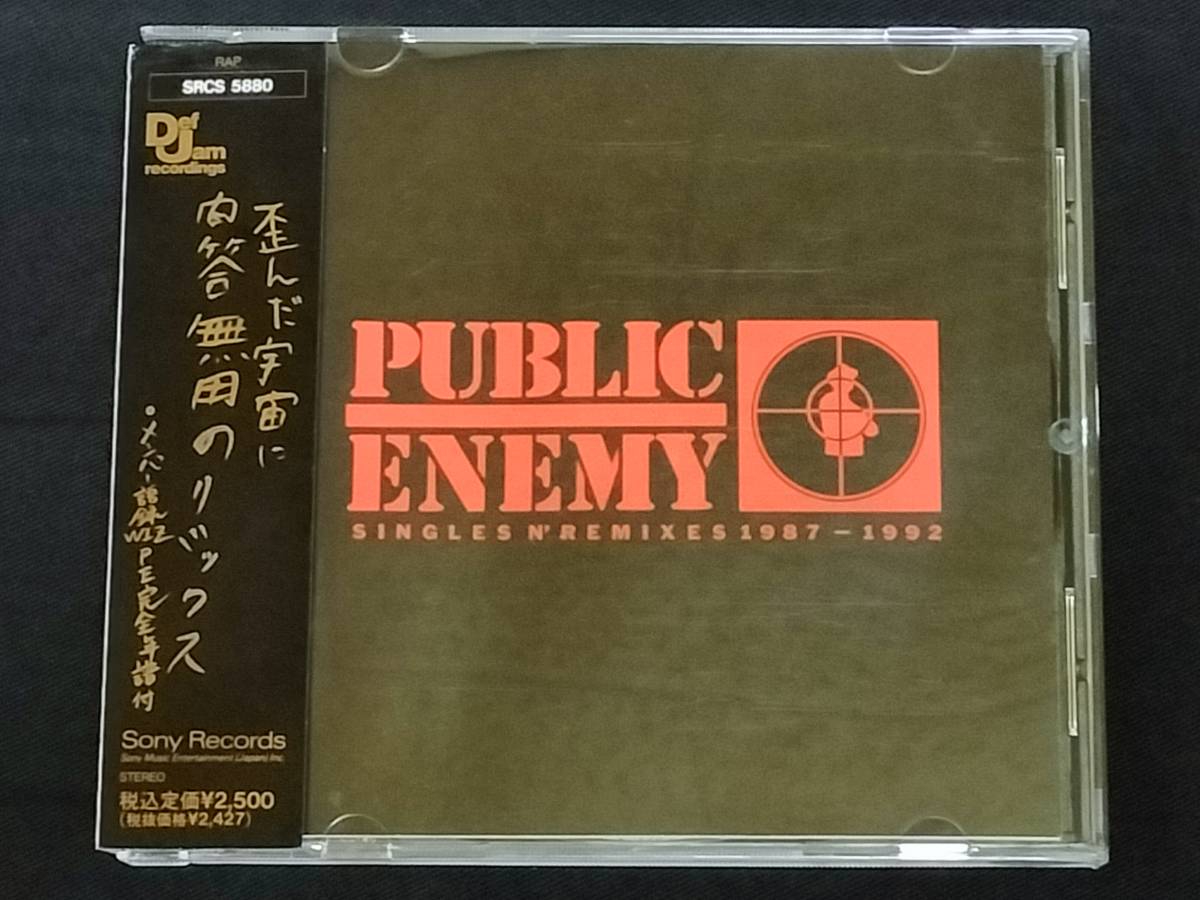 RAP
SRCS 5880
Def
Jam
recordings
歪んだ宇宙に
問答無用のリミックス
•メンバー語録
PE完全年譜付
Sony Records
Sony Music Entertainment (Japan) Inc.
STEREO
税込定価¥2,500
(税抜価格¥2,427)
PUBLIC
ENEMY
SINGLES N' REMIXES 1987-1992